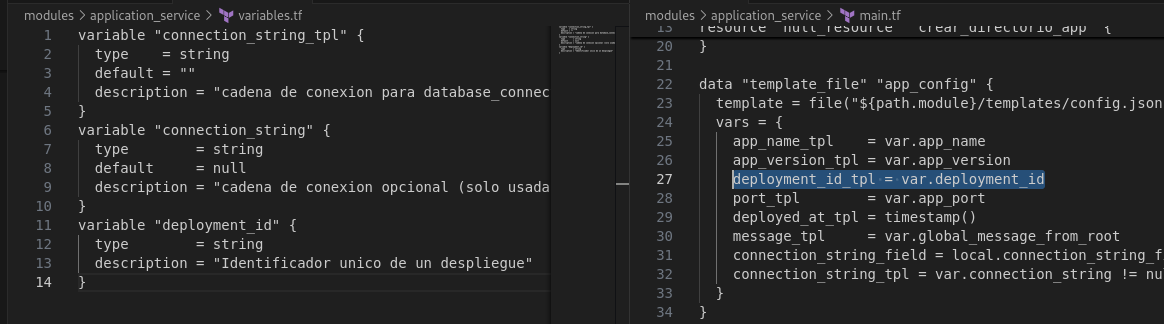 modules > application_service > variables.tf
1 variable "connection_string_tpl" {
2 type = string
3 default = ""
4 description = "cadena de conexion para database_connec
5 }
6 variable "connection_string" {
7 type = string
8 default = null
9 description = "cadena de conexion opcional (solo usada
10 }
11 variable "deployment_id" {
12 type = string
13 description = "Identificador unico de un despliegue"
14 }
modules > application_service > main.tf
13 resource "null_resource" "crear_directorio_app" {
20 }
21
22 data "template_file" "app_config" {
23 template = file("${path.module}/templates/config.json
24 vars = {
25 app_name_tpl = var.app_name
26 app_version_tpl = var.app_version
27 deployment_id_tpl = var.deployment_id
28 port_tpl = var.app_port
29 deployed_at_tpl = timestamp()
30 message_tpl = var.global_message_from_root
31 connection_string_field = local.connection_string_f
32 connection_string_tpl = var.connection_string != nu
33 }
34 }